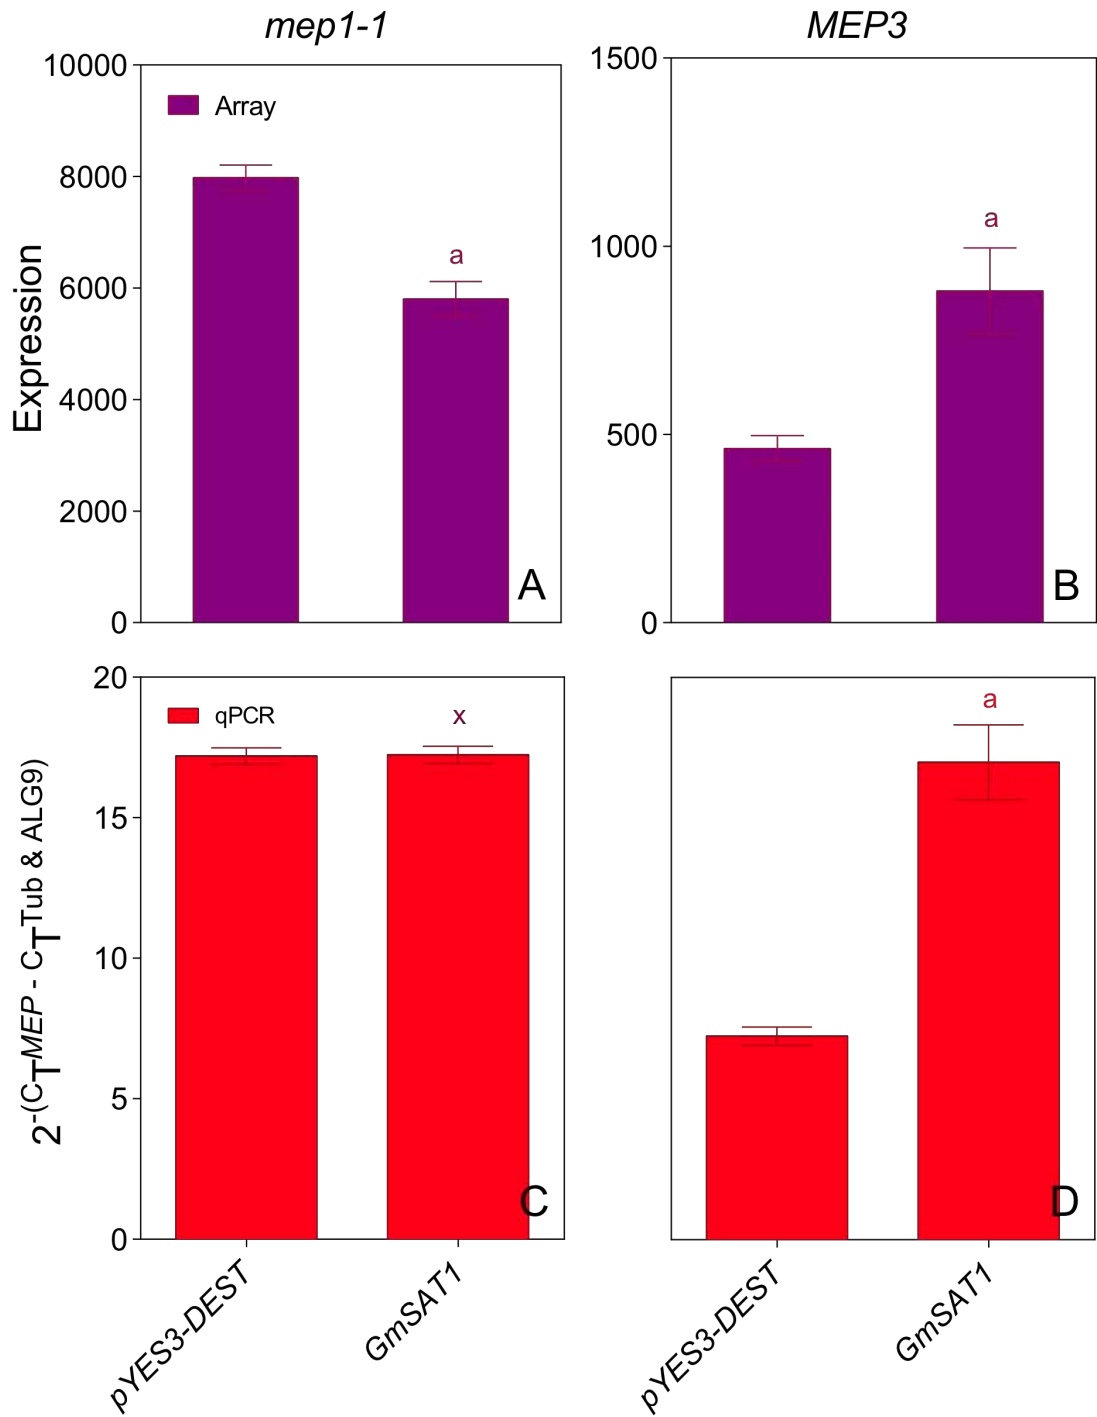 mep1-1
MEP3
10000
8000
6000
4000
2000
0
Expression
Array
a
A
1500
1000
500
0
a
B
20
15
10
5
0
2-(CTMEP - CTTub & ALG9)
qPCR
x
C
a
D
pYES3-DEST
GmSAT1
pYES3-DEST
GmSAT1